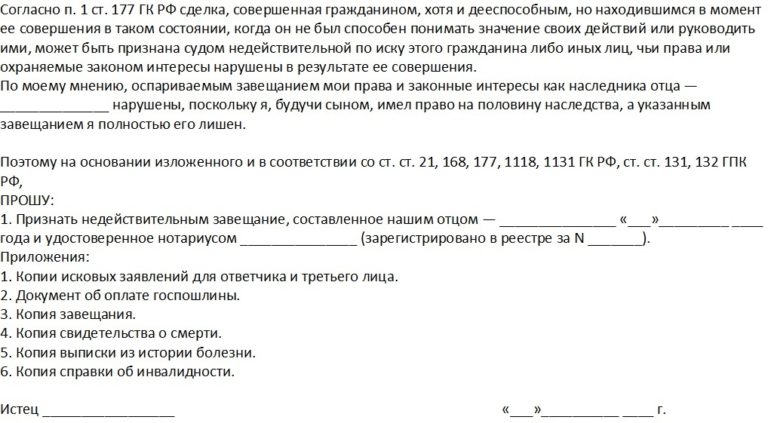 Согласно п. 1 ст. 177 ГК РФ сделка, совершенная гражданином, хотя и дееспособным, но находившимся в момент
ее совершения в таком состоянии, когда он не был способен понимать значение своих действий или руководить
ими, может быть признана судом недействительной по иску этого гражданина либо иных лиц, чьи права или
охраняемые законом интересы нарушены в результате ее совершения.
По моему мнению, оспариваемым завещанием мои права и законные интересы как наследника отца —
______________ нарушены, поскольку я, будучи сыном, имел право на половину наследства, а указанным
завещанием я полностью его лишен.

Поэтому на основании изложенного и в соответствии со ст. ст. 21, 168, 177, 1118, 1131 ГК РФ, ст. ст. 131, 132 ГПК
РФ,
ПРОШУ:
1. Признать недействительным завещание, составленное нашим отцом — _______________ «___»_________ ____
года и удостоверенное нотариусом _______________ (зарегистрировано в реестре за N _______).
Приложения:
1. Копии исковых заявлений для ответчика и третьего лица.
2. Документ об оплате госпошлины.
3. Копия завещания.
4. Копия свидетельства о смерти.
5. Копия выписки из истории болезни.
6. Копия справки об инвалидности.

Истец _________________ «___»__________ ____ г.